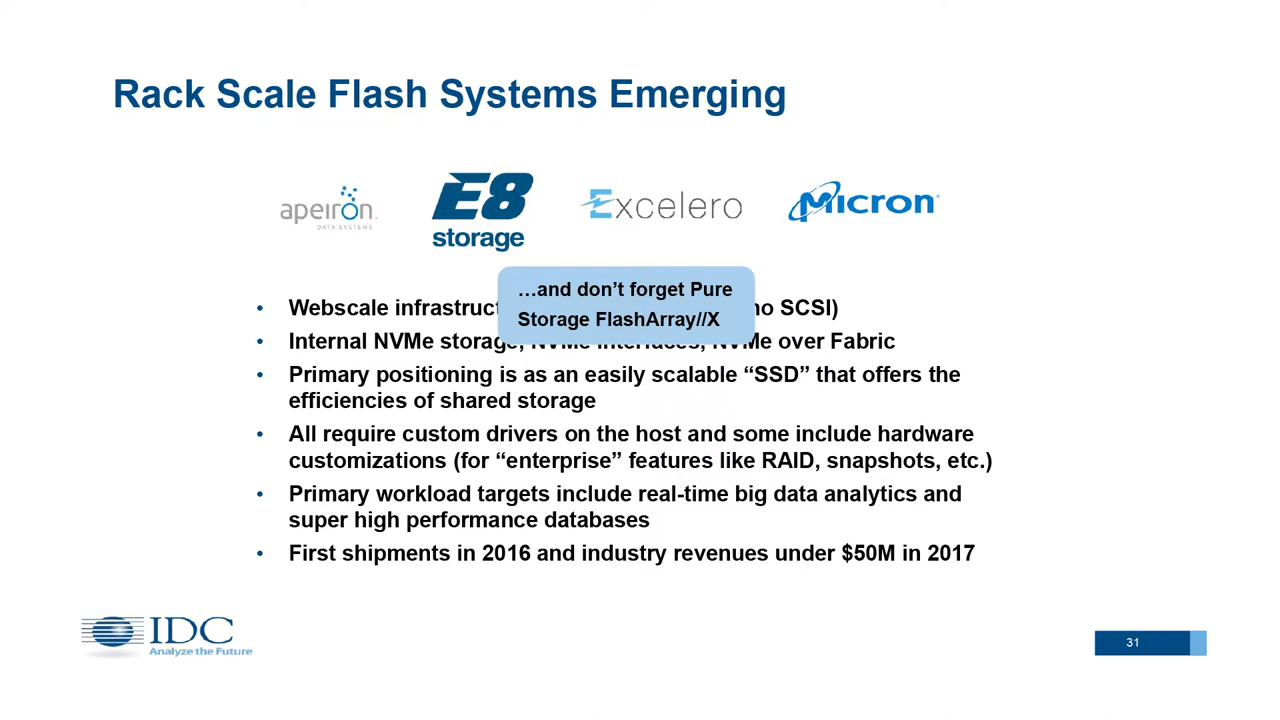 Rack Scale Flash Systems Emerging
apeiron
DATA SYSTEMS
E8
storage
Excelero
Micron®
…and don’t forget Pure
Storage FlashArray//X
• Webscale no SCSI)
• Internal NVMe storage, NVMe interfaces, NVMe over Fabric
• Primary positioning is as an easily scalable “SSD” that offers the
efficiencies of shared storage
• All require custom drivers on the host and some include hardware
customizations (for “enterprise” features like RAID, snapshots, etc.)
• Primary workload targets include real-time big data analytics and
super high performance databases
• First shipments in 2016 and industry revenues under $50M in 2017
IDC
Analyze the Future
31